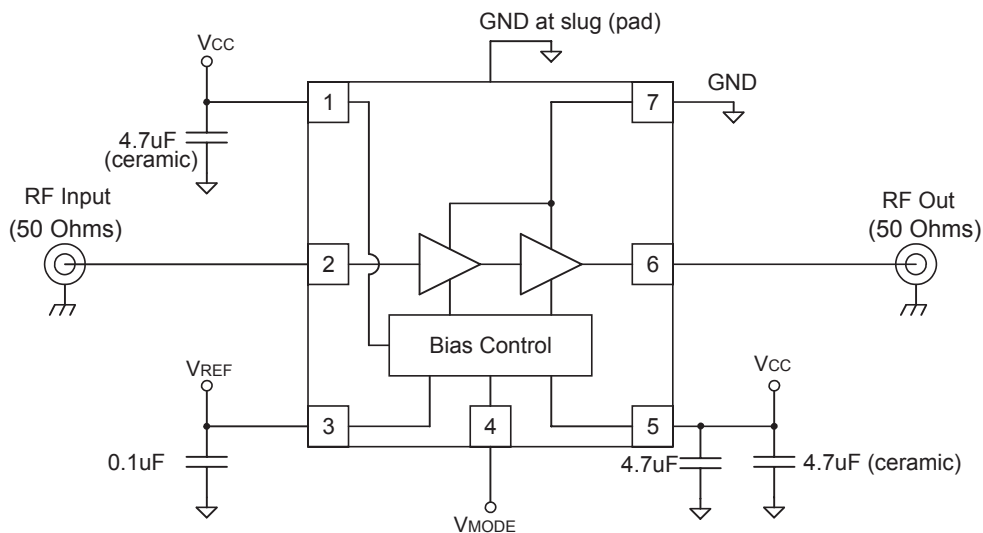 GND at slug (pad)
VCC
GND
1
7
4.7uF
(ceramic)
RF Input
(50 Ohms)
RF Out
(50 Ohms)
2
6
Bias Control
VREF
VCC
3
4
5
0.1uF
4.7uF
4.7uF (ceramic)
VMODE